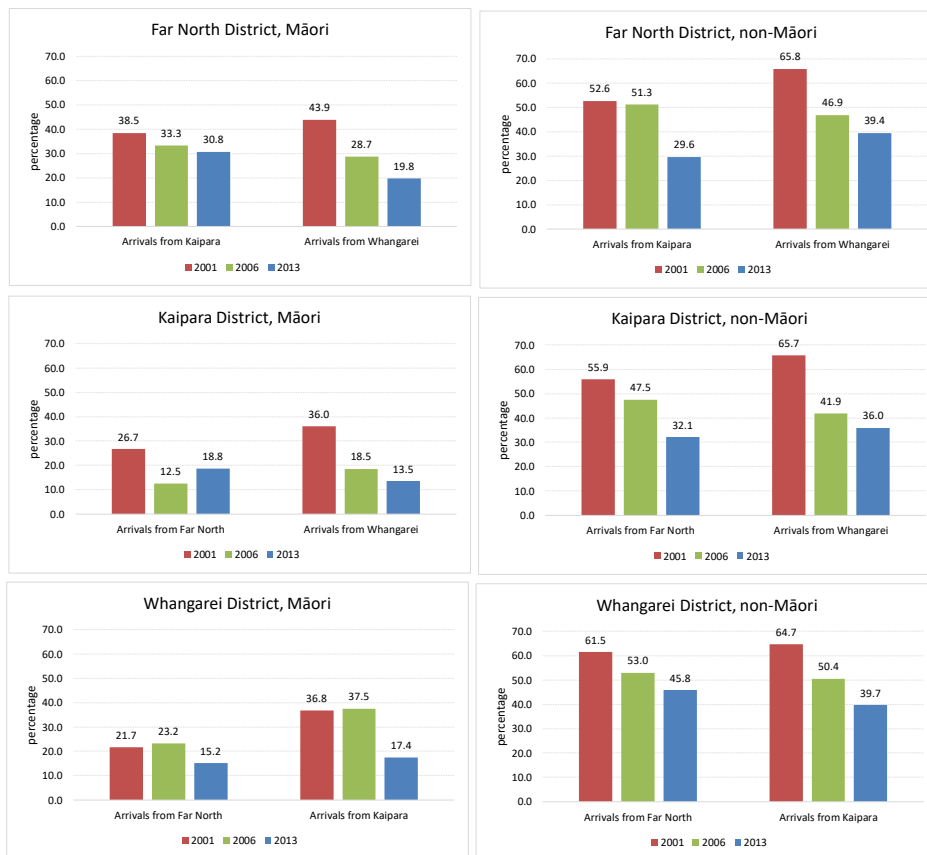 Far North District, Māori
percentage
70.0
60.0
50.0
40.0
30.0
20.0
10.0
0.0
38.5 33.3 30.8 43.9 28.7 19.8
Arrivals from Kaipara Arrivals from Whangarei
2001 2006 2013
Far North District, non-Māori
percentage
70.0
60.0
50.0
40.0
30.0
20.0
10.0
0.0
52.6 51.3 29.6 65.8 46.9 39.4
Arrivals from Kaipara Arrivals from Whangarei
2001 2006 2013
Kaipara District, Māori
percentage
70.0
60.0
50.0
40.0
30.0
20.0
10.0
0.0
26.7 12.5 18.8 36.0 18.5 13.5
Arrivals from Far North Arrivals from Whangarei
2001 2006 2013
Kaipara District, non-Māori
percentage
70.0
60.0
50.0
40.0
30.0
20.0
10.0
0.0
55.9 47.5 32.1 65.7 41.9 36.0
Arrivals from Far North Arrivals from Whangarei
2001 2006 2013
Whangarei District, Māori
percentage
70.0
60.0
50.0
40.0
30.0
20.0
10.0
0.0
21.7 23.2 15.2 36.8 37.5 17.4
Arrivals from Far North Arrivals from Kaipara
2001 2006 2013
Whangarei District, non-Māori
percentage
70.0
60.0
50.0
40.0
30.0
20.0
10.0
0.0
61.5 53.0 45.8 64.7 50.4 39.7
Arrivals from Far North Arrivals from Kaipara
2001 2006 2013